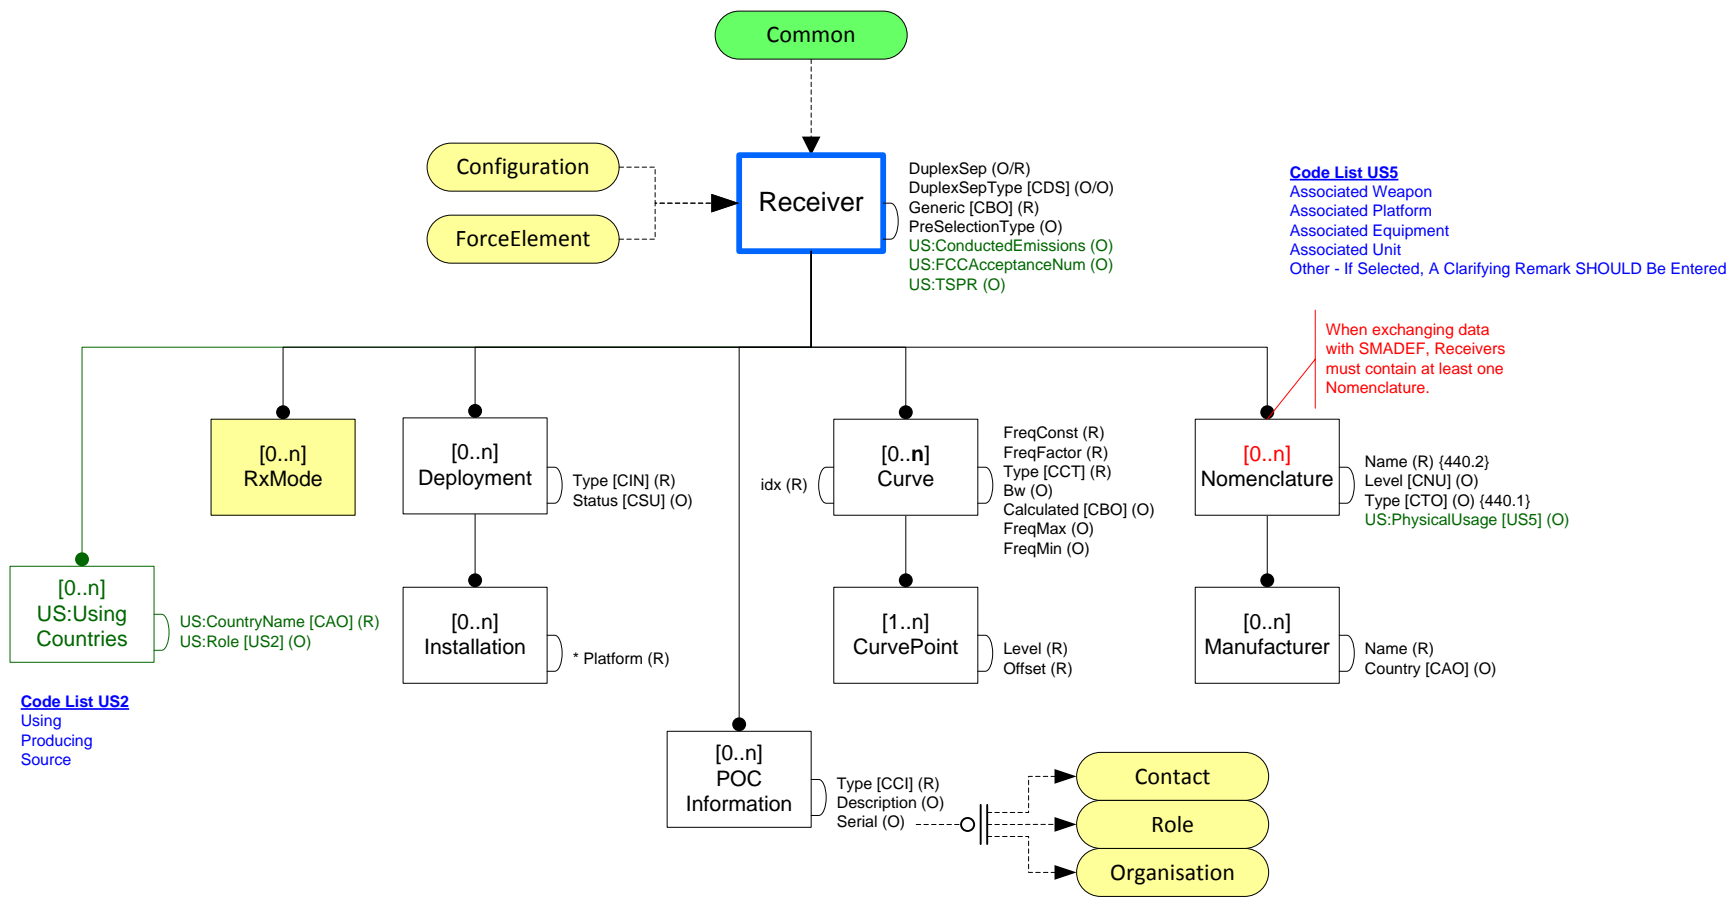 Common
Configuration
ForceElement
Receiver
DuplexSep (O/R)
DuplexSepType [CDS] (O/O)
Generic [CBO] (R)
PreSelectionType (O)
US:ConductedEmissions (O)
US:FCCAcceptanceNum (O)
US:TSPR (O)
Code List US5
Associated Weapon
Associated Platform
Associated Equipment
Associated Unit
Other - If Selected, A Clarifying Remark SHOULD Be Entered
When exchanging data
with SMADEF, Receivers
must contain at least one
Nomenclature.
[0..n]
RxMode
[0..n]
Deployment
Type [CIN] (R)
Status [CSU] (O)
idx (R)
[0..n]
Curve
FreqConst (R)
FreqFactor (R)
Type [CCT] (R)
Bw (O)
Calculated [CBO] (O)
FreqMax (O)
FreqMin (O)
[0..n]
Nomenclature
Name (R) {440.2}
Level [CNU] (O)
Type [CTO] (O) {440.1}
US:PhysicalUsage [US5] (O)
[0..n]
US:Using
Countries
US:CountryName [CAO] (R)
US:Role [US2] (O)
[0..n]
Installation
* Platform (R)
[1..n]
CurvePoint
Level (R)
Offset (R)
[0..n]
Manufacturer
Name (R)
Country [CAO] (O)
Code List US2
Using
Producing
Source
[0..n]
POC
Information
Type [CCI] (R)
Description (O)
Serial (O)
Contact
Role
Organisation